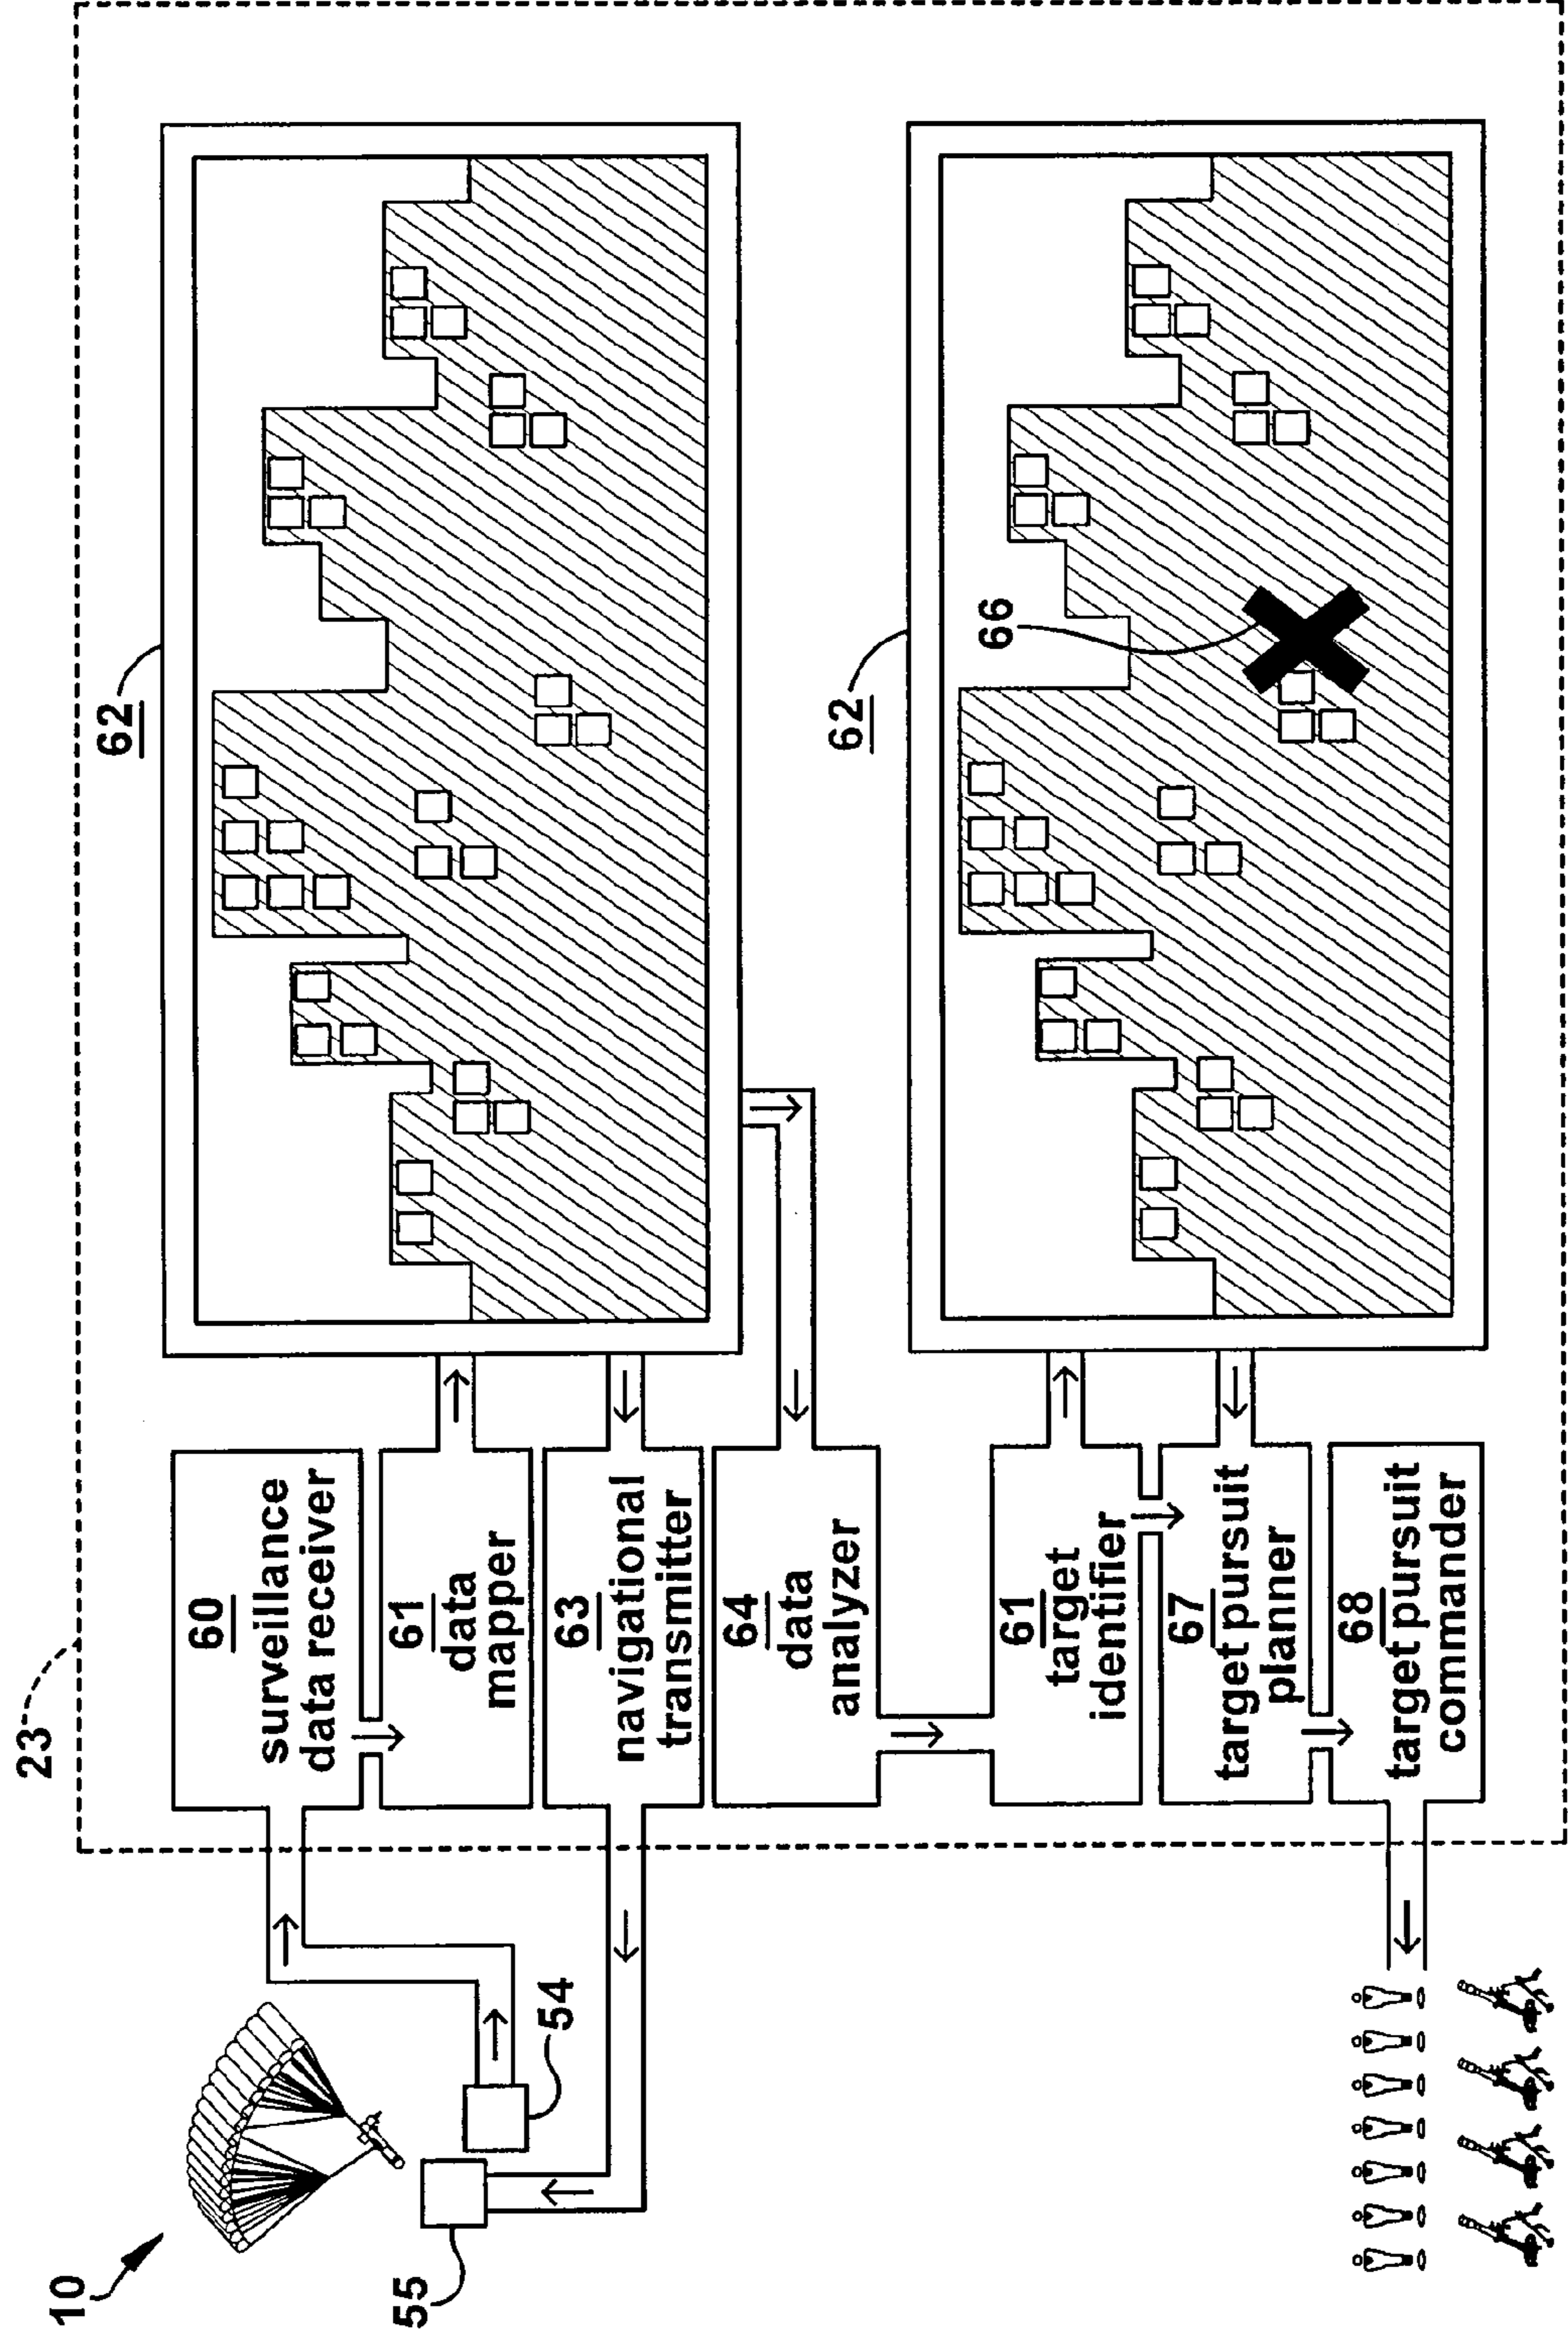 23
10
55
54
60
surveillance
data receiver
61
data
mapper
63
navigational
transmitter
64
data
analyzer
61
target
identifier
67
target pursuit
planner
68
target pursuit
commander
62
62
66